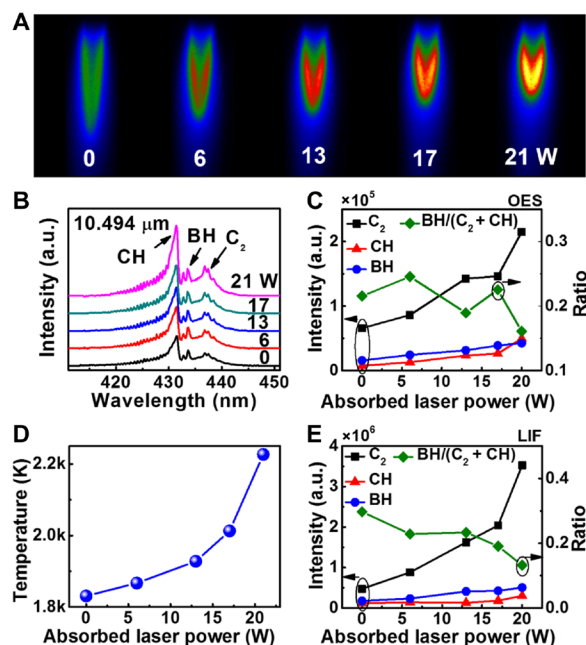 A
0 6 13 17 21 W
B
10.494 μm
CH
BH
C₂
21 W
17
13
6
0
Intensity (a.u.)
420 430 440 450
Wavelength (nm)
C
×10⁵
OES
C₂
BH/(C₂ + CH)
CH
BH
Intensity (a.u.)
2
1
0
0.3
0.2
0.1
Ratio
0 5 10 15 20
Absorbed laser power (W)
D
Temperature (K)
2.2k
2.0k
1.8k
0 5 10 15 20
Absorbed laser power (W)
E
×10⁶
LIF
C₂
BH/(C₂ + CH)
CH
BH
Intensity (a.u.)
4
3
2
1
0
0.4
0.2
0.0
Ratio
0 5 10 15 20
Absorbed laser power (W)